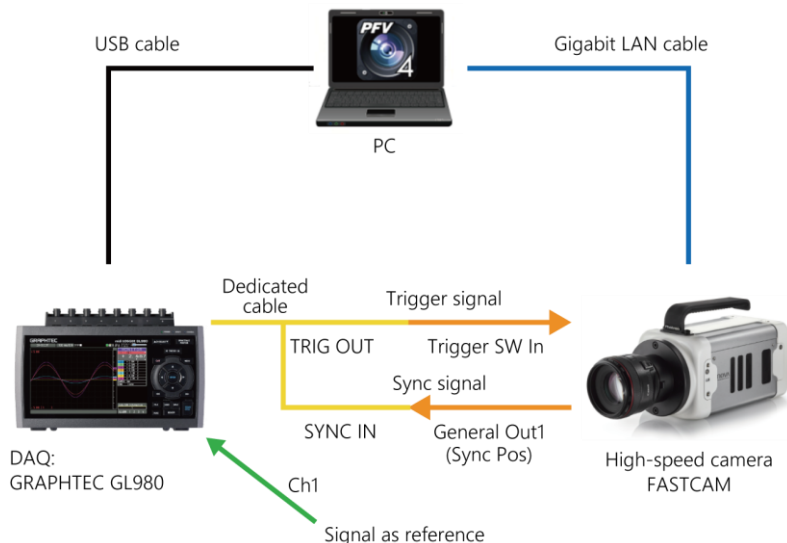 USB cable
PFV
4
Gigabit LAN cable
PC
Dedicated
cable
Trigger signal
TRIG OUT
Trigger SW In
Sync signal
SYNC IN
General Out1
(Sync Pos)
GRAPHTEC
DAQ:
GRAPHTEC GL980
High-speed camera
FASTCAM
Ch1
Signal as reference